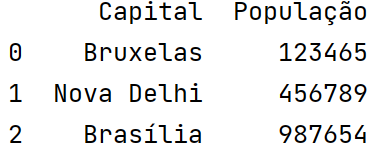 Capital População
0 Bruxelas 123465
1 Nova Delhi 456789
2 Brasília 987654